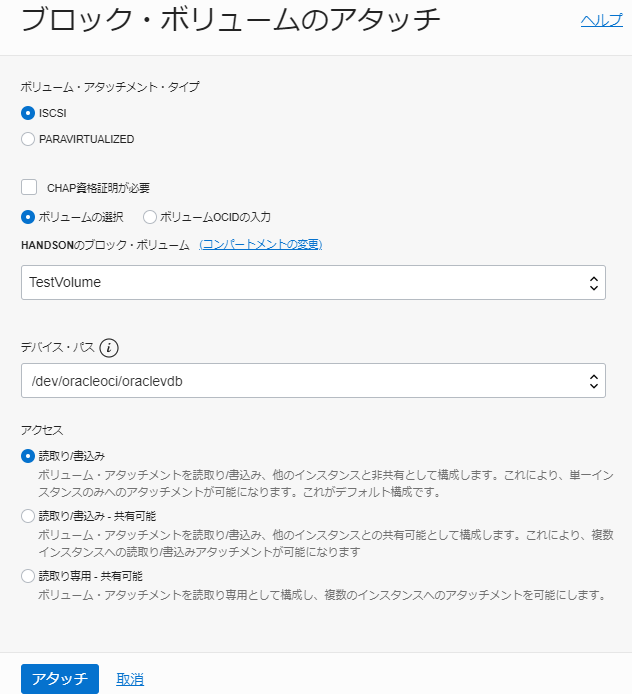 ブロック・ボリュームのアタッチ
ヘルプ
ボリューム・アタッチメント・タイプ
ISCSI
PARAVIRTUALIZED
CHAP資格証明が必要
ボリュームの選択 ボリュームOCIDの入力
HANDSONのブロック・ボリューム (コンパートメントの変更)
TestVolume
デバイス・パス i
/dev/oracleoci/oraclevdb
アクセス
読取り/書込み
ボリューム・アタッチメントを読取り/書込み、他のインスタンスと非共有として構成します。これにより、単一イン
スタンスのみへのアタッチメントが可能になります。これがデフォルト構成です。
読取り/書込み - 共有可能
ボリューム・アタッチメントを読取り/書込み、他のインスタンスとの共有可能として構成します。これにより、複数
インスタンスへの読取り/書込みアタッチメントが可能になります
読取り専用 - 共有可能
ボリューム・アタッチメントを読取り専用として構成し、複数のインスタンスへのアタッチメントを可能にします。
アタッチ 取消